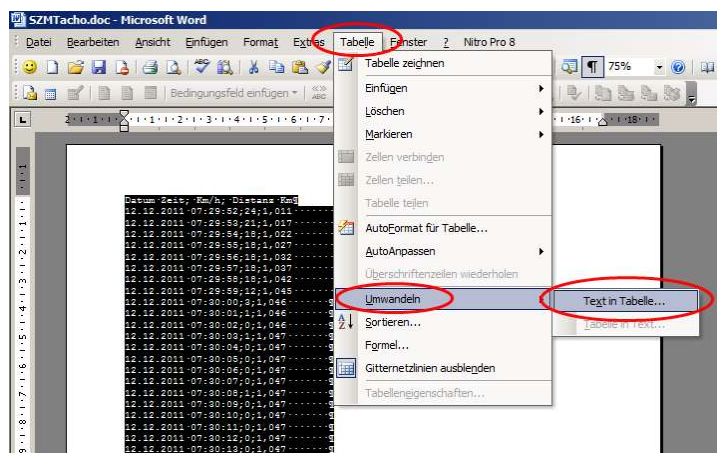 SZMTacho.doc - Microsoft Word
Datei Bearbeiten Ansicht Einfügen Format Extras Tabelle Fenster ? Nitro Pro 8
75%
Bedingungsfeld einfügen
Tabelle zeichnen
Einfügen
Löschen
Markieren
Zellen verbinden
Zellen teilen...
Tabelle teilen
AutoFormat für Tabelle...
AutoAnpassen
Überschriftenzeilen wiederholen
Umwandeln
Sortieren...
Formel...
Gitternetzlinien ausblenden
Tabelleneigenschaften...
Text in Tabelle...
Tabelle in Text...
Datum·Zeit;·Km/h;·Distanz·Km¶
12.12.2011·07:29:52;24;1,011
12.12.2011·07:29:53;21;1,017
12.12.2011·07:29:54;18;1,022
12.12.2011·07:29:55;18;1,027
12.12.2011·07:29:56;18;1,032
12.12.2011·07:29:57;18;1,037
12.12.2011·07:29:58;18;1,042
12.12.2011·07:29:59;12;1,045
12.12.2011·07:30:00;3;1,046
12.12.2011·07:30:01;1;1,046
12.12.2011·07:30:02;0;1,046
12.12.2011·07:30:03;1;1,047
12.12.2011·07:30:04;0;1,047
12.12.2011·07:30:05;0;1,047
12.12.2011·07:30:06;0;1,047
12.12.2011·07:30:07;0;1,047
12.12.2011·07:30:08;1;1,047
12.12.2011·07:30:09;0;1,047
12.12.2011·07:30:10;0;1,047
12.12.2011·07:30:11;0;1,047
12.12.2011·07:30:12;0;1,047
12.12.2011·07:30:13;0;1,047